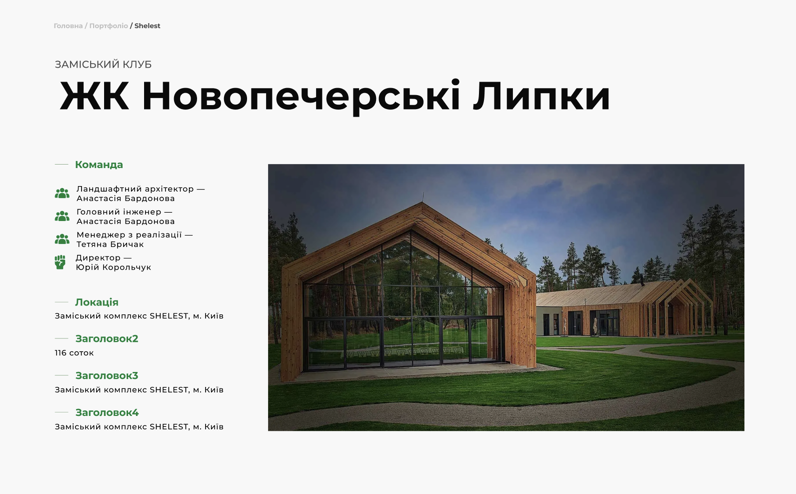 Головна / Портфоліо / Shelest
ЗАМІСЬКИЙ КЛУБ
ЖК Новопечерські Липки
Команда
Ландшафтний архітектор —
Анастасія Бардонова
Головний інженер —
Анастасія Бардонова
Менеджер з реалізації —
Тетяна Бричак
Директор —
Юрій Корольчук
Локація
Заміський комплекс SHELEST, м. Київ
Заголовок2
116 соток
Заголовок3
Заміський комплекс SHELEST, м. Київ
Заголовок4
Заміський комплекс SHELEST, м. Київ